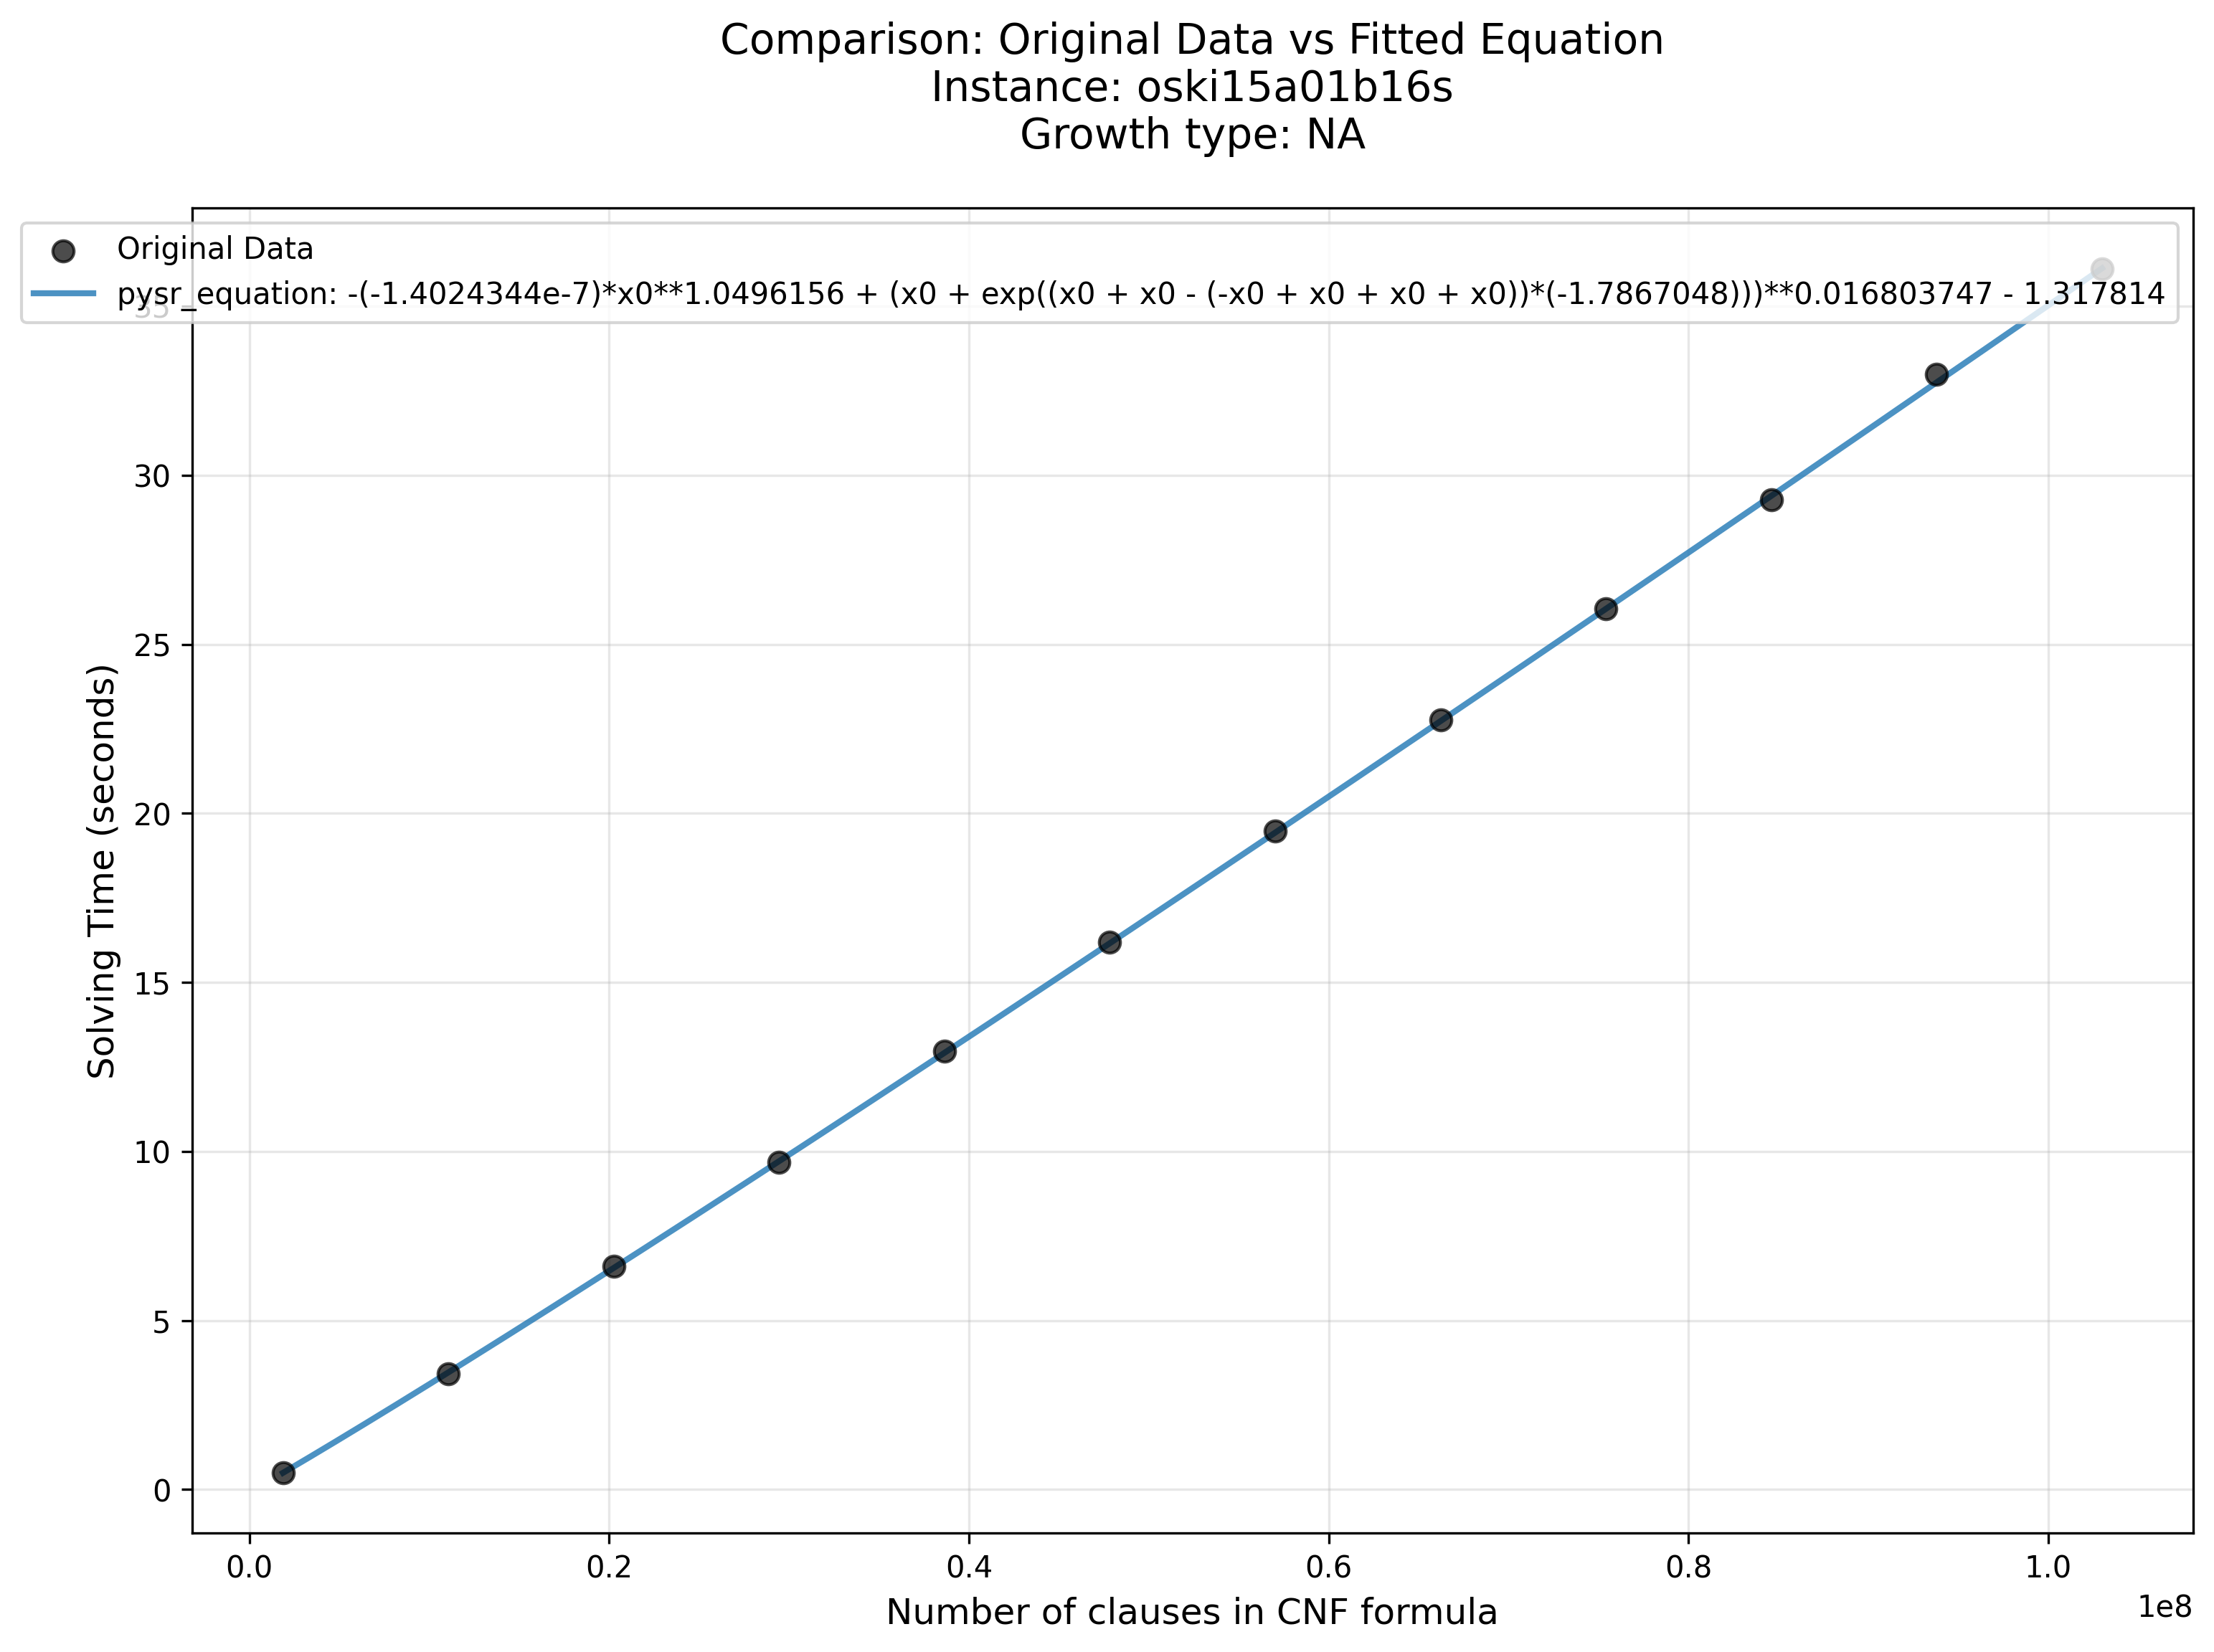 Comparison: Original Data vs Fitted Equation
Instance: oski15a01b16s
Growth type: NA
Original Data
pysr_equation: -(-1.4024344e-7)*x0**1.0496156 + (x0 + exp((x0 + x0 - (-x0 + x0 + x0 + x0))*(-1.7867048)))**0.016803747 - 1.317814
35
30
25
20
15
10
5
0
Solving Time (seconds)
0.0 0.2 0.4 0.6 0.8 1.0
1e8
Number of clauses in CNF formula